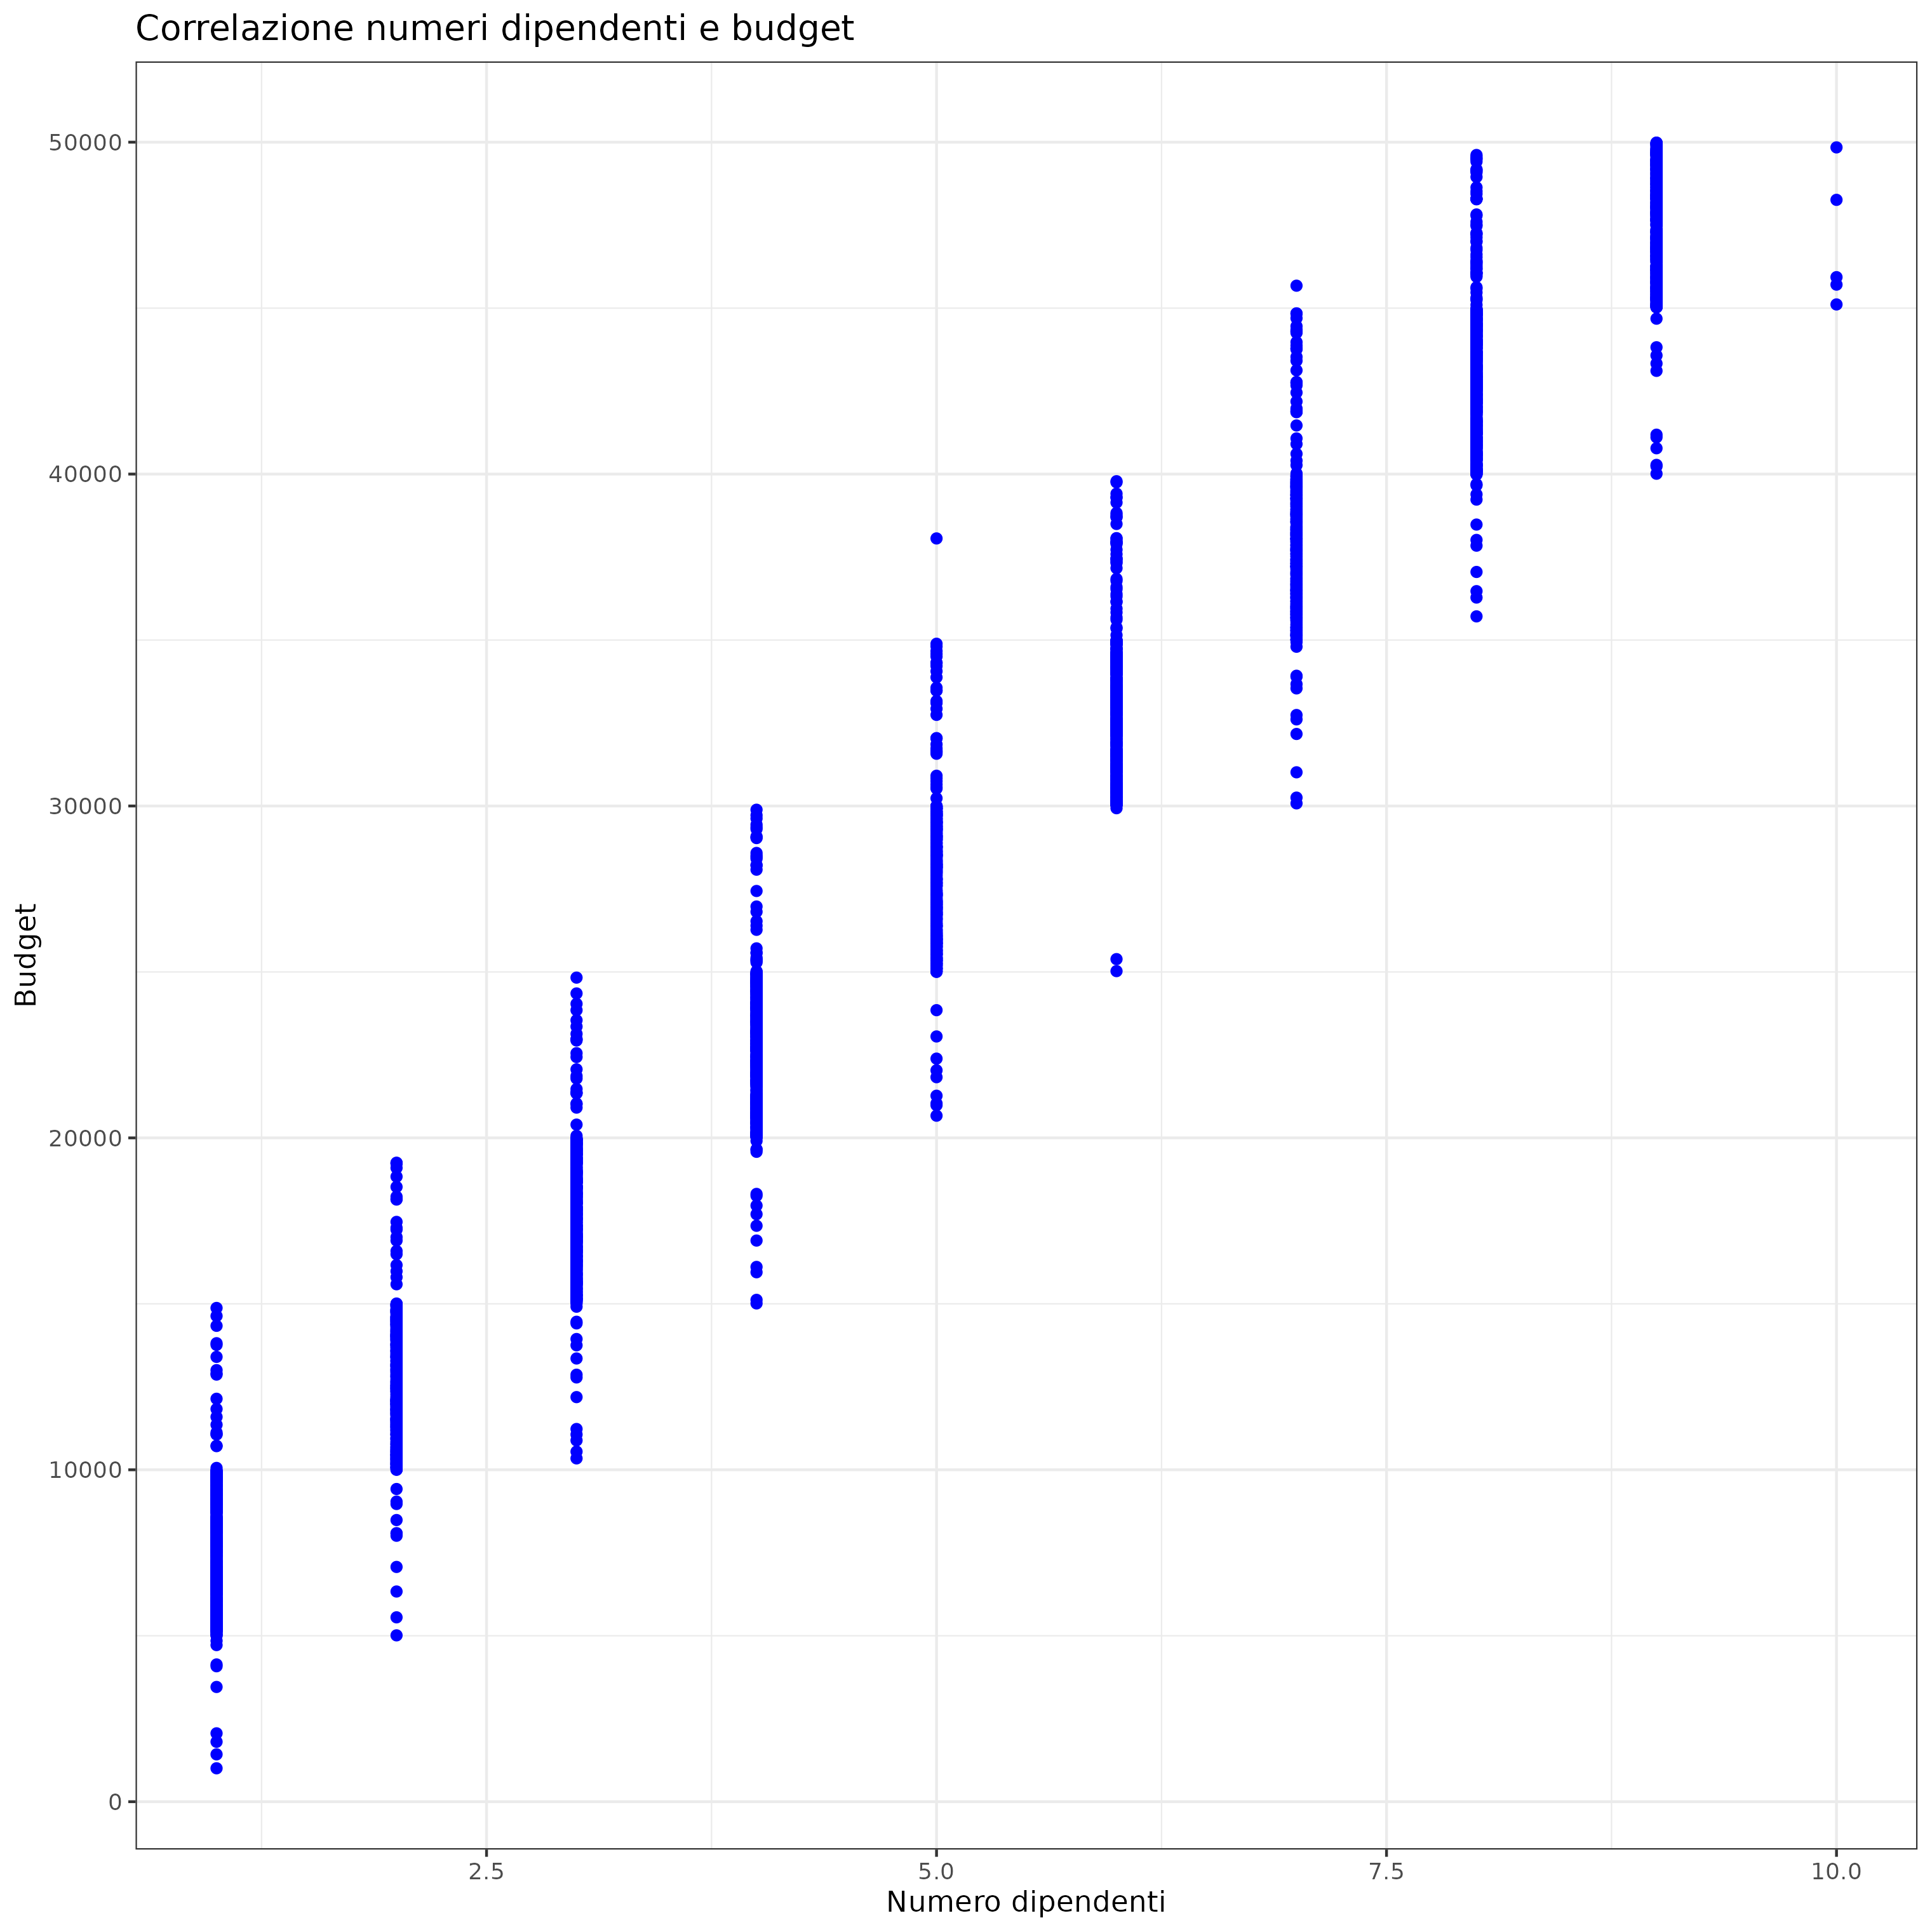 Correlazione numeri dipendenti e budget
50000
40000
30000
20000
10000
0
Budget
2.5 5.0 7.5 10.0
Numero dipendenti